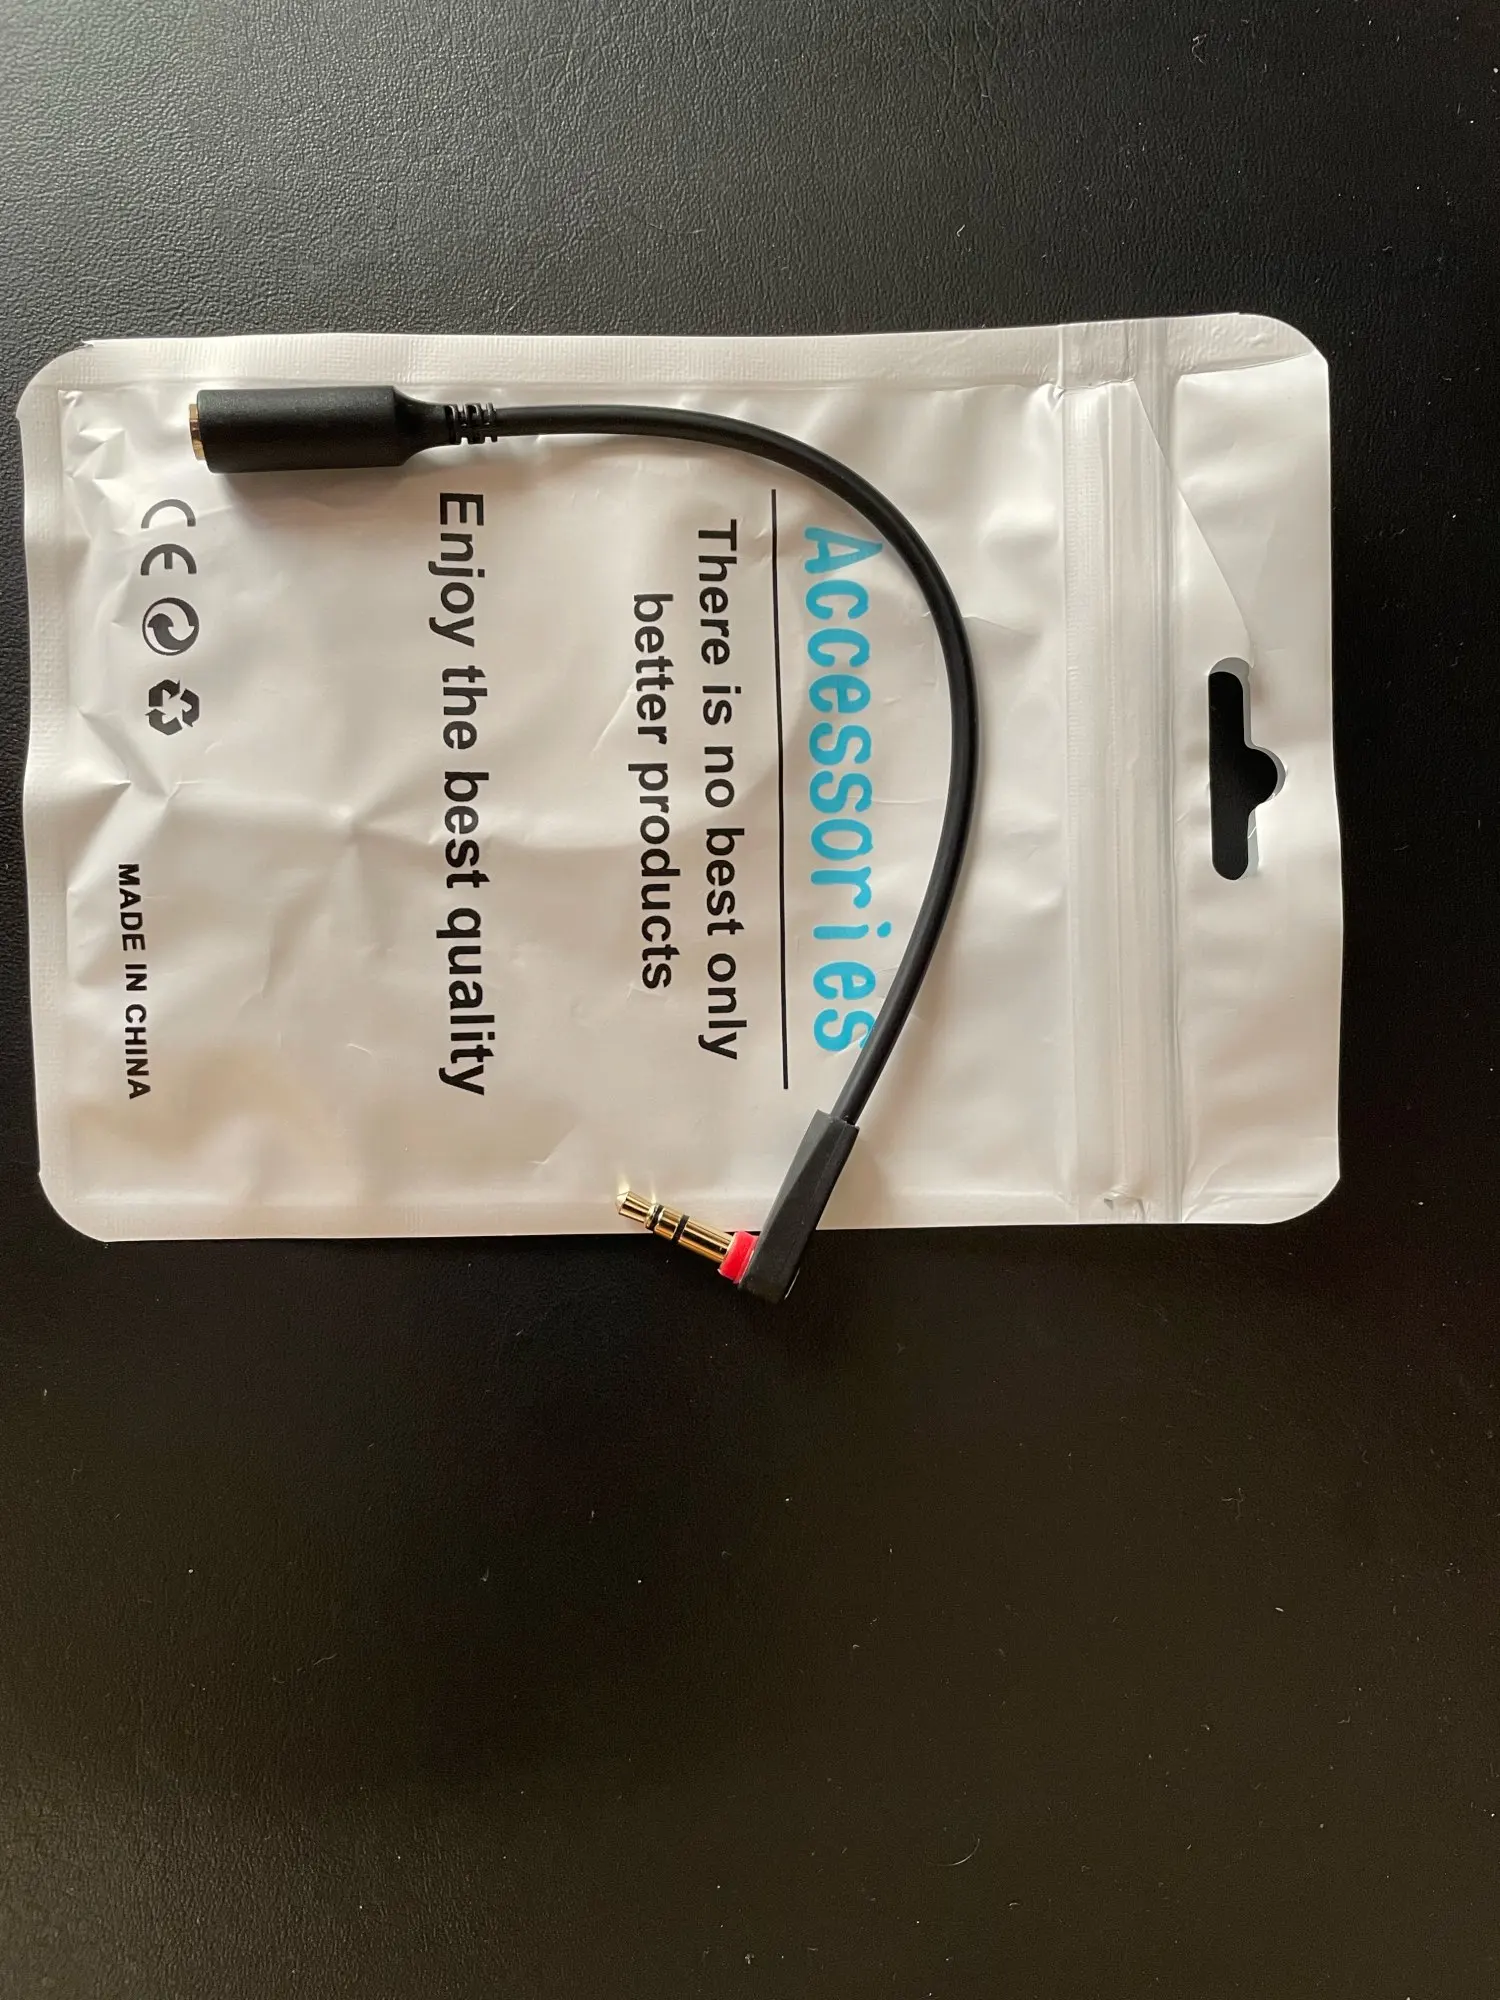 Accessories
There is no best only
better products
Enjoy the best quality
CE
MADE IN CHINA